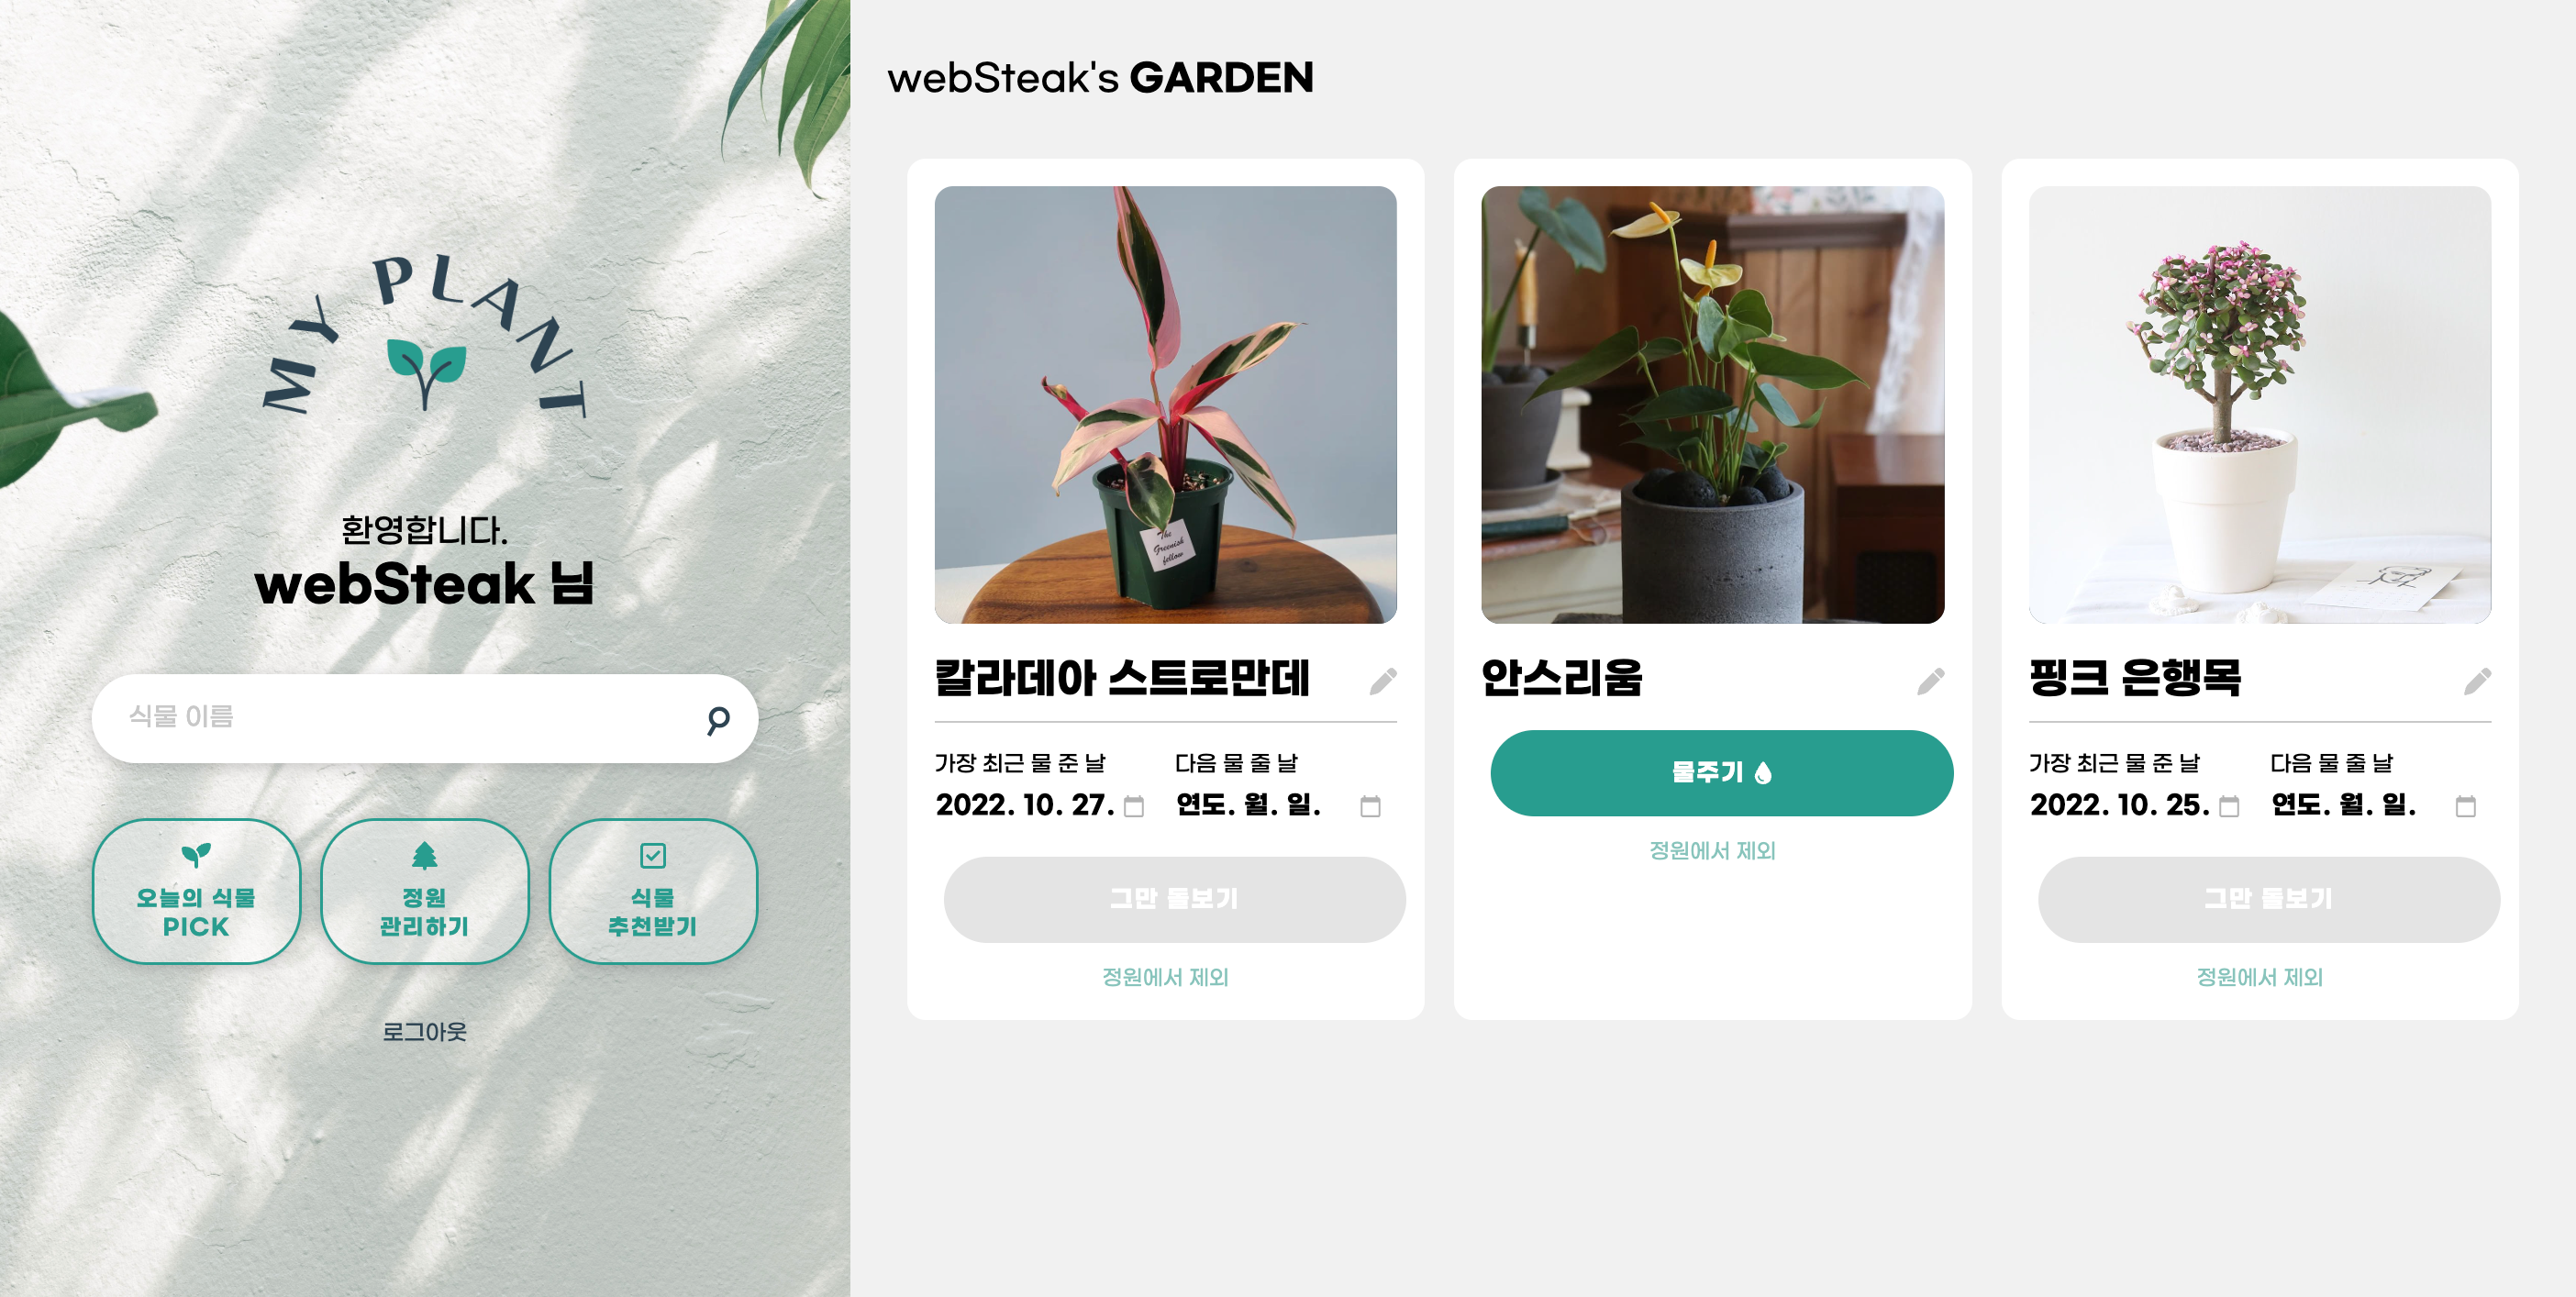 MY PLANT
환영합니다.
webSteak 님
식물 이름
오늘의 식물
PICK
정원
관리하기
식물
추천받기
로그아웃
webSteak's GARDEN
칼라데아 스트로만데
가장 최근 물 준 날
다음 물 줄 날
2022. 10. 27.
연도. 월. 일.
The
Greenish
fellow
그만 돌보기
정원에서 제외
안스리움
물주기
정원에서 제외
핑크 은행목
가장 최근 물 준 날
다음 물 줄 날
2022. 10. 25.
연도. 월. 일.
그만 돌보기
정원에서 제외